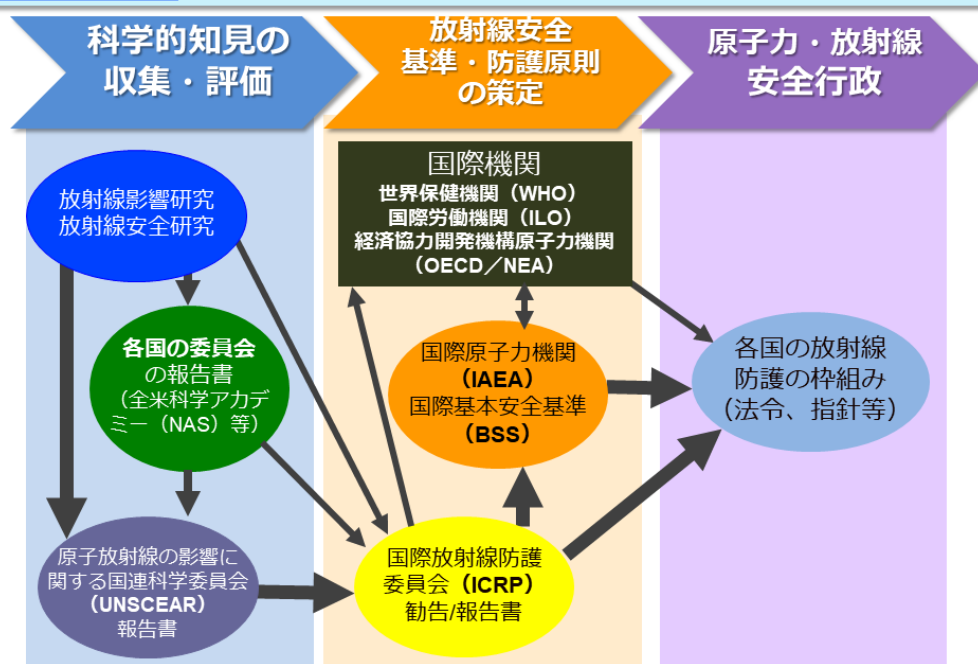 科学的知見の
収集・評価
放射線安全
基準・防護原則
の策定
原子力・放射線
安全行政
放射線影響研究
放射線安全研究
各国の委員会
の報告書
（全米科学アカデ
ミー（NAS）等）
原子放射線の影響に
関する国連科学委員会
（UNSCEAR）
報告書
国際機関
世界保健機関（WHO）
国際労働機関（ILO）
経済協力開発機構原子力機関
（OECD／NEA）
国際原子力機関
（IAEA）
国際基本安全基準
（BSS）
国際放射線防護
委員会（ICRP）
勧告/報告書
各国の放射線
防護の枠組み
（法令、指針等）